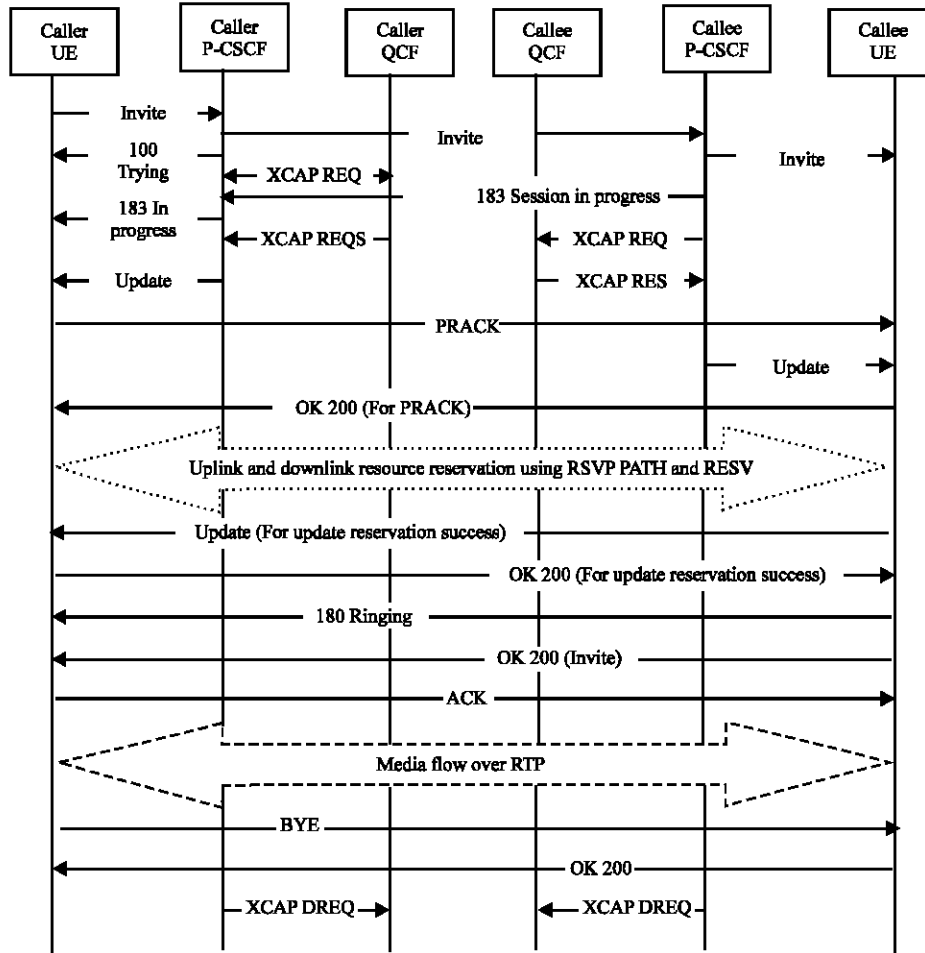 Caller
UE
Caller
P-CSCF
Caller
QCF
Callee
QCF
Callee
P-CSCF
Callee
UE
Invite
Invite
100
Trying
Invite
XCAP REQ
183 Session in progress
183 In
progress
XCAP REQS
XCAP REQ
Update
XCAP RES
PRACK
Update
OK 200 (For PRACK)
Uplink and downlink resource reservation using RSVP PATH and RESV
Update (For update reservation success)
OK 200 (For update reservation success)
180 Ringing
OK 200 (Invite)
ACK
Media flow over RTP
BYE
OK 200
XCAP DREQ
XCAP DREQ